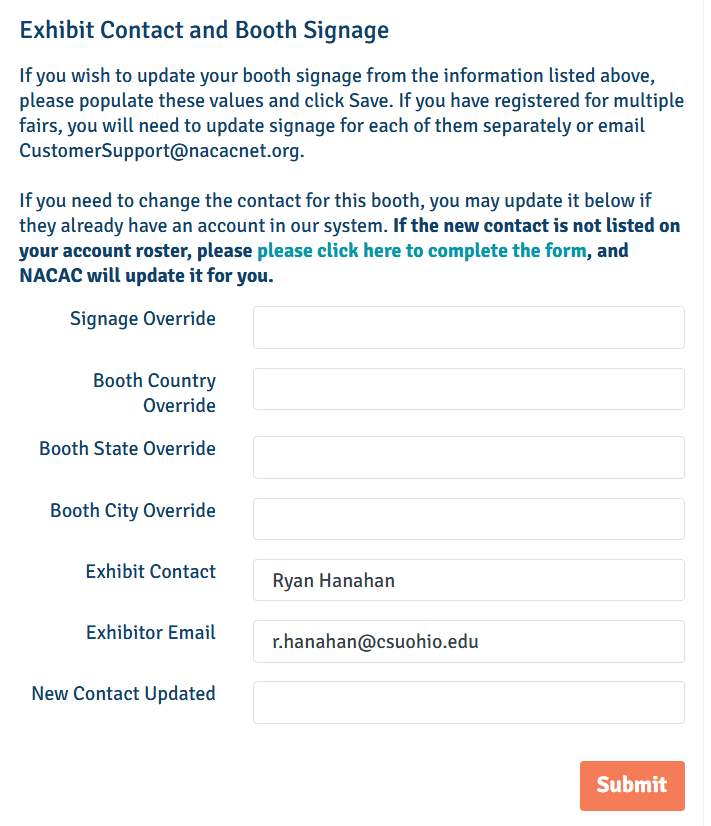 Exhibit Contact and Booth Signage
If you wish to update your booth signage from the information listed above,
please populate these values and click Save. If you have registered for multiple
fairs, you will need to update signage for each of them separately or email
CustomerSupport@nacacnet.org.
If you need to change the contact for this booth, you may update it below if
they already have an account in our system. If the new contact is not listed on
your account roster, please please click here to complete the form, and
NACAC will update it for you.
Signage Override
Booth Country
Override
Booth State Override
Booth City Override
Exhibit Contact
Ryan Hanahan
Exhibitor Email
r.hanahan@csuohio.edu
New Contact Updated
Submit